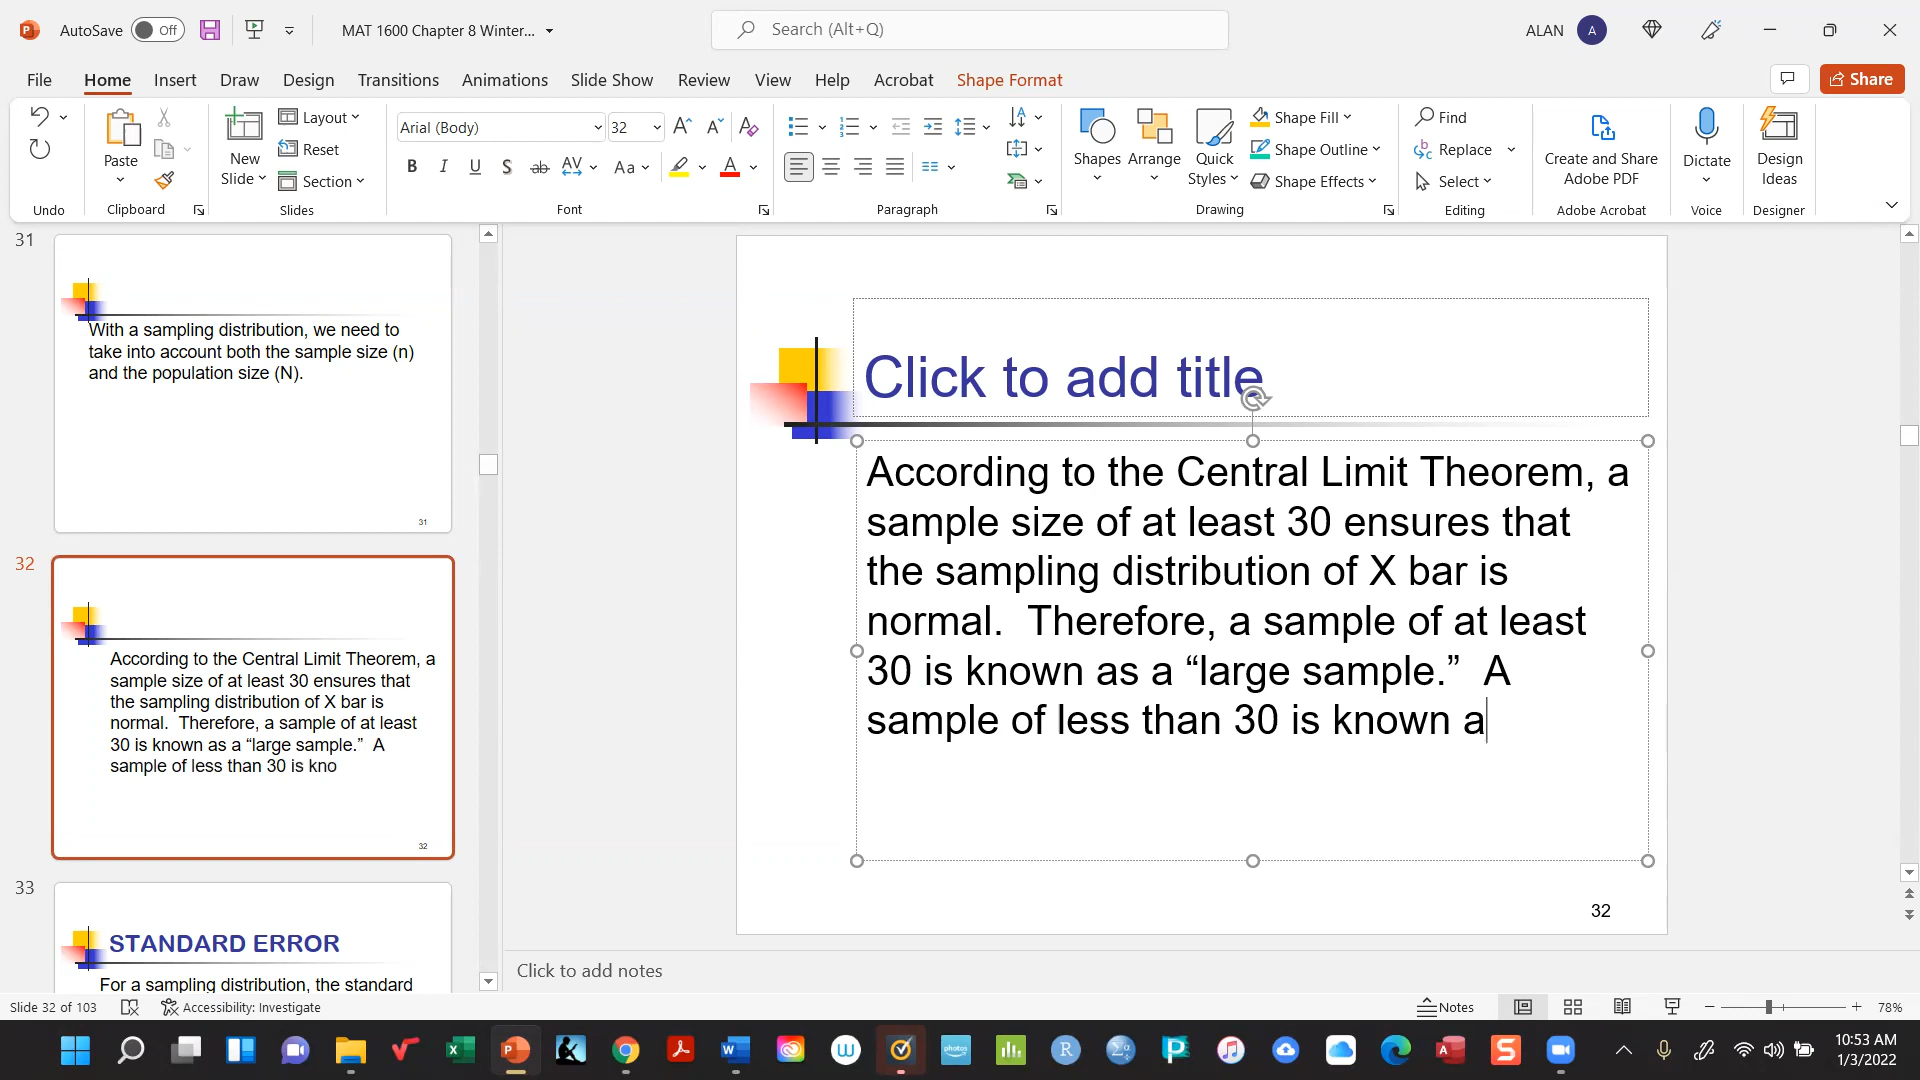 AutoSave Off MAT 1600 Chapter 8 Winter... Search (Alt+Q) ALAN A
File Home Insert Draw Design Transitions Animations Slide Show Review View Help Acrobat Shape Format Share
Paste
New Slide
Layout
Reset
Section
Arial (Body) 32
B I U S ab AV Aa A
Shapes Arrange Quick Styles
Shape Fill
Shape Outline
Shape Effects
Find
Replace
Select
Create and Share Adobe PDF
Dictate
Design Ideas
Undo Clipboard Slides Font Paragraph Drawing Editing Adobe Acrobat Voice Designer
31
With a sampling distribution, we need to
take into account both the sample size (n)
and the population size (N).
31
32
According to the Central Limit Theorem, a
sample size of at least 30 ensures that
the sampling distribution of X bar is
normal. Therefore, a sample of at least
30 is known as a “large sample.” A
sample of less than 30 is kno
32
33
STANDARD ERROR
For a sampling distribution, the standard
Click to add title
According to the Central Limit Theorem, a
sample size of at least 30 ensures that
the sampling distribution of X bar is
normal. Therefore, a sample of at least
30 is known as a “large sample.” A
sample of less than 30 is known a
32
Click to add notes
Slide 32 of 103 Accessibility: Investigate Notes 78%
10:53 AM
1/3/2022